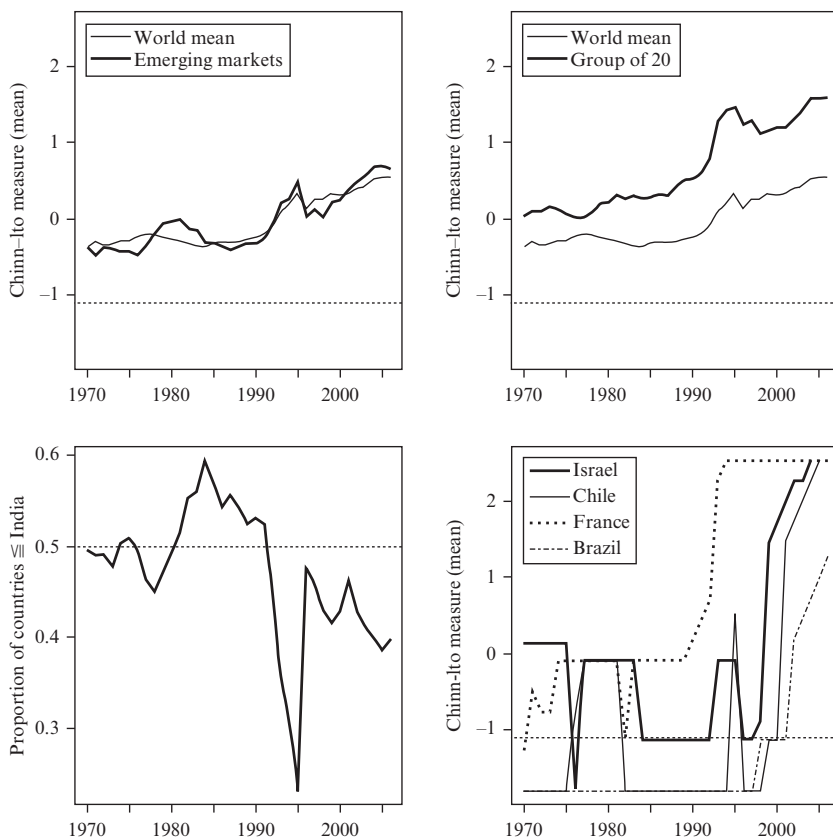 World mean
Emerging markets
Chinn–lto measure (mean)
2
1
0
–1
1970 1980 1990 2000
World mean
Group of 20
Chinn–lto measure (mean)
2
1
0
–1
1970 1980 1990 2000
Proportion of countries ≦ India
0.6
0.5
0.4
0.3
1970 1980 1990 2000
Israel
Chile
France
Brazil
Chinn-lto measure (mean)
2
1
0
–1
1970 1980 1990 2000